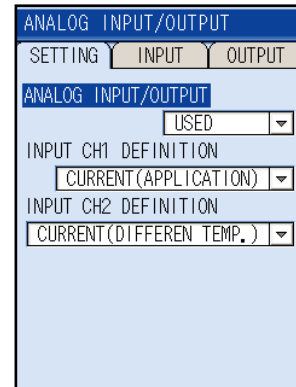 ANALOG INPUT/OUTPUT
SETTING INPUT OUTPUT
ANALOG INPUT/OUTPUT
USED
INPUT CH1 DEFINITION
CURRENT(APPLICATION)
INPUT CH2 DEFINITION
CURRENT(DIFFEREN TEMP.)